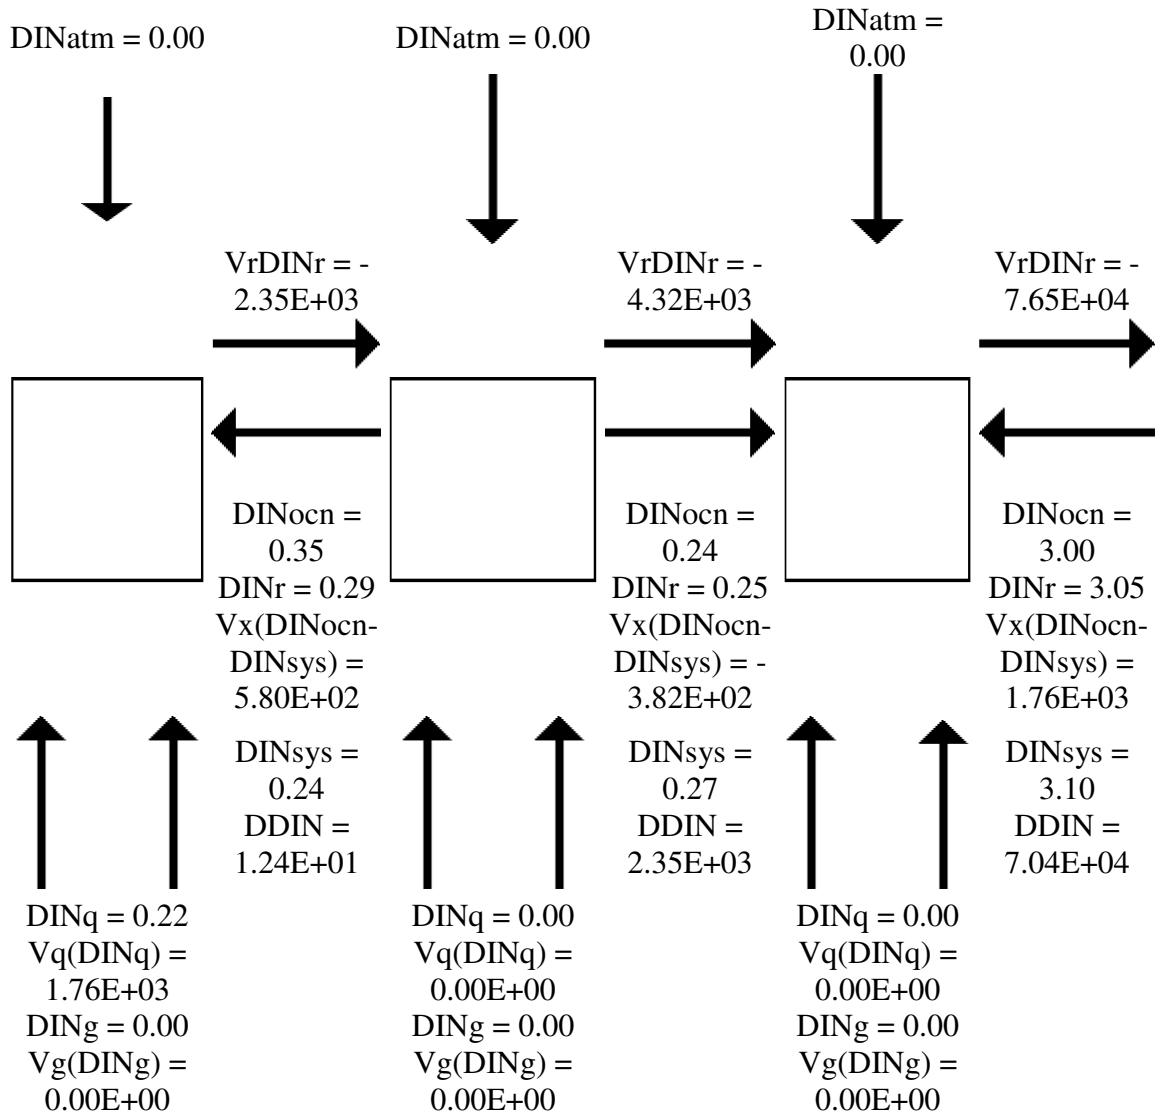 DINatm = 0.00
DINatm = 0.00
DINatm =
0.00
VrDINr = -
2.35E+03
VrDINr = -
4.32E+03
VrDINr = -
7.65E+04
DINocn =
0.35
DINr = 0.29
Vx(DINocn-
DINsys) =
5.80E+02
DINsys =
0.24
DDIN =
1.24E+01
DINocn =
0.24
DINr = 0.25
Vx(DINocn-
DINsys) = -
3.82E+02
DINsys =
0.27
DDIN =
2.35E+03
DINocn =
3.00
DINr = 3.05
Vx(DINocn-
DINsys) =
1.76E+03
DINsys =
3.10
DDIN =
7.04E+04
DINq = 0.22
Vq(DINq) =
1.76E+03
DINg = 0.00
Vg(DINg) =
0.00E+00
DINq = 0.00
Vq(DINq) =
0.00E+00
DINg = 0.00
Vg(DINg) =
0.00E+00
DINq = 0.00
Vq(DINq) =
0.00E+00
DINg = 0.00
Vg(DINg) =
0.00E+00